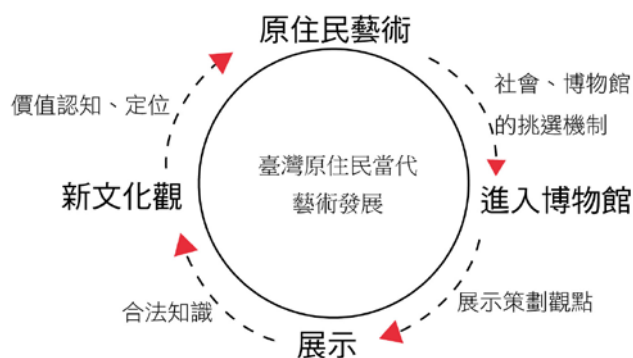 原住民藝術
社會、博物館
的挑選機制
價值認知、定位
臺灣原住民當代
藝術發展
新文化觀
進入博物館
合法知識
展示策劃觀點
展示